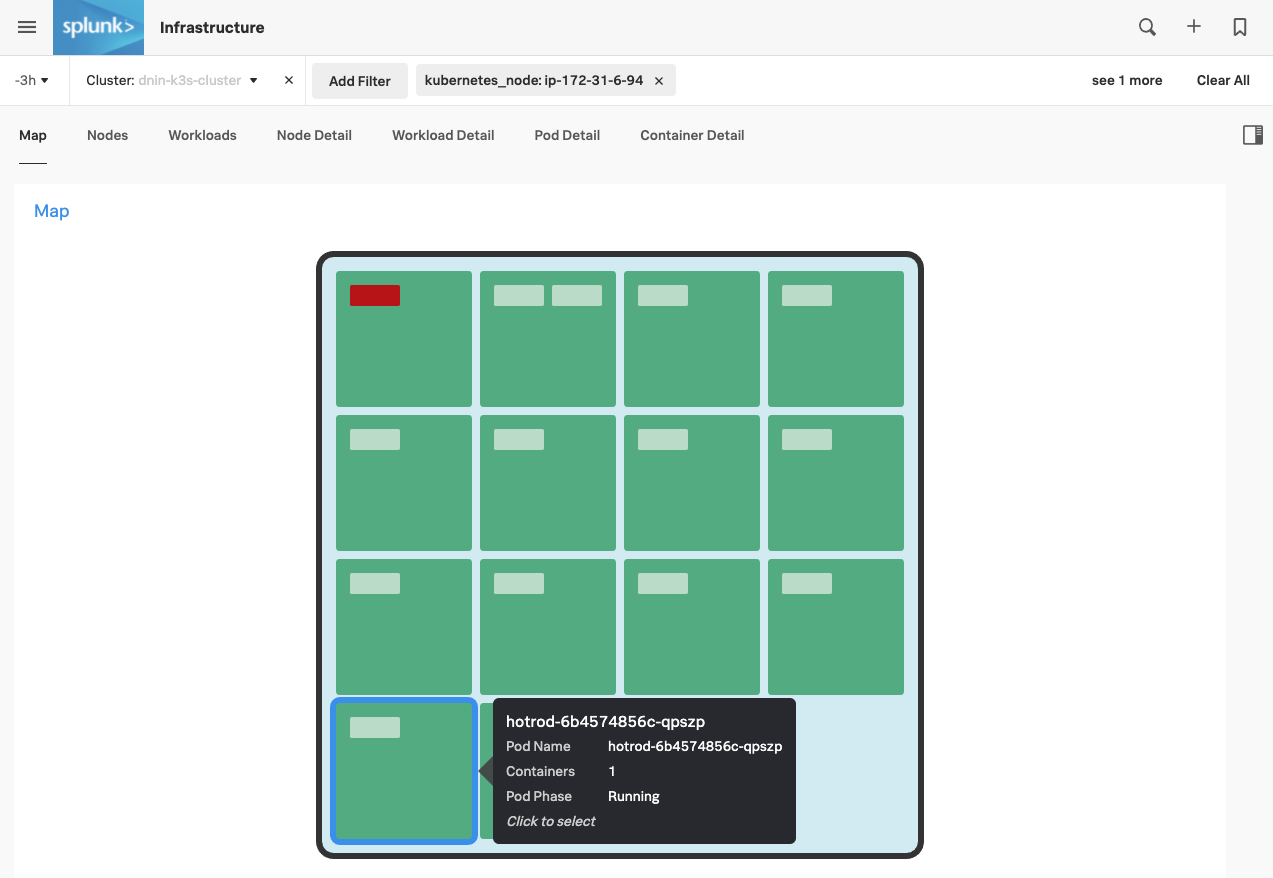 splunk> Infrastructure
-3h Cluster: dnin-k3s-cluster × Add Filter kubernetes_node: ip-172-31-6-94 × see 1 more Clear All
Map Nodes Workloads Node Detail Workload Detail Pod Detail Container Detail
Map
hotrod-6b4574856c-qpszp
Pod Name hotrod-6b4574856c-qpszp
Containers 1
Pod Phase Running
Click to select